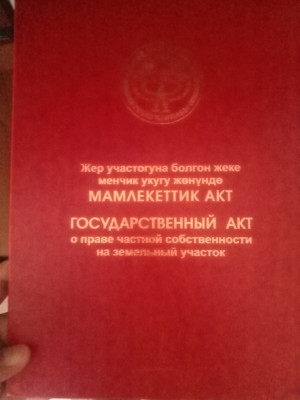 Жер участогуна болгон жеке
менчик укугу жөнүндө
МАМЛЕКЕТТИК АКТ
ГОСУДАРСТВЕННЫЙ АКТ
о праве частной собственности
на земельный участок